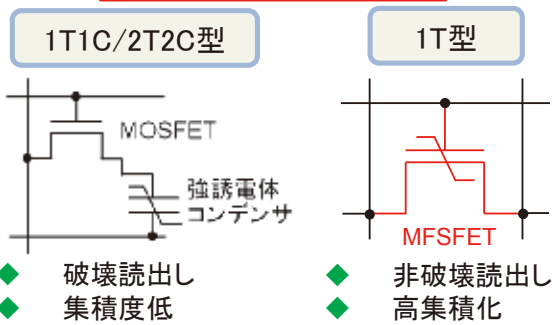 1T1C/2T2C型
1T型
MOSFET
強誘電体
コンデンサ
MFSFET
◆ 破壊読出し
◆ 集積度低
◆ 非破壊読出し
◆ 高集積化